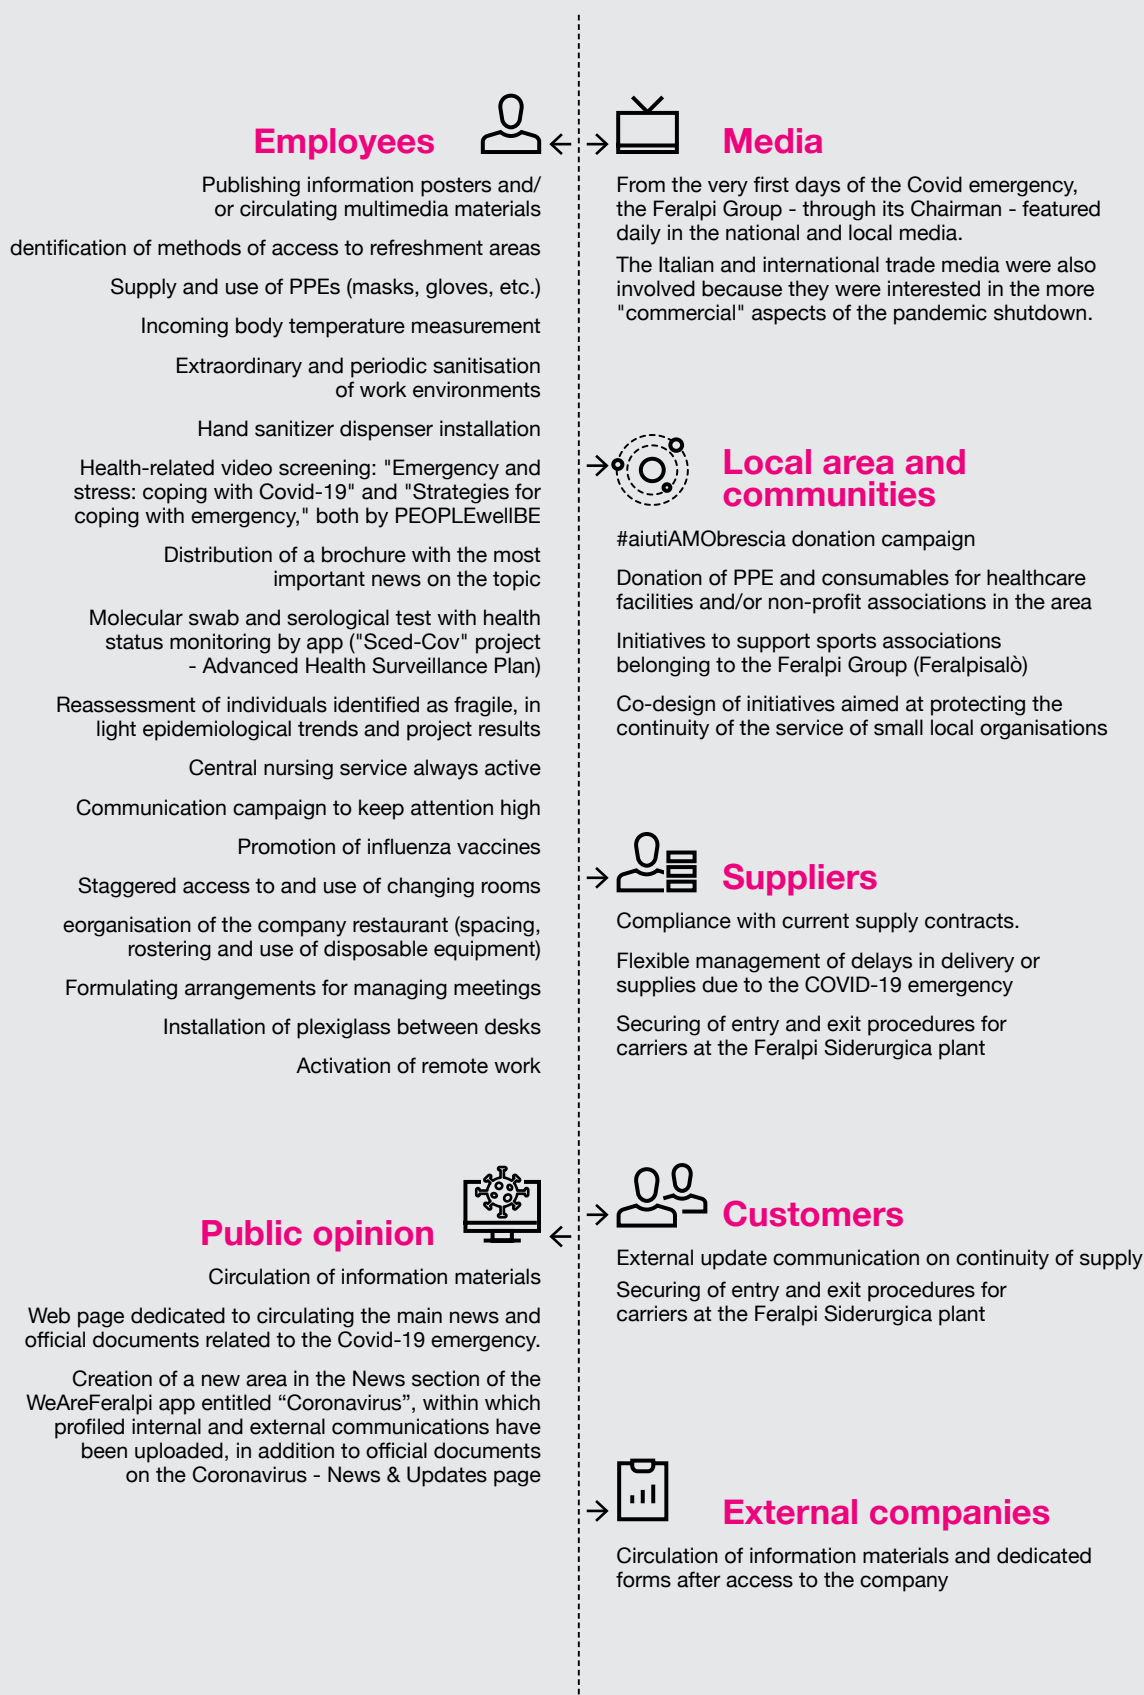 Employees
Publishing information posters and/
or circulating multimedia materials
dentification of methods of access to refreshment areas
Supply and use of PPEs (masks, gloves, etc.)
Incoming body temperature measurement
Extraordinary and periodic sanitisation
of work environments
Hand sanitizer dispenser installation
Health-related video screening: "Emergency and
stress: coping with Covid-19" and "Strategies for
coping with emergency," both by PEOPLEwellBE
Distribution of a brochure with the most
important news on the topic
Molecular swab and serological test with health
status monitoring by app ("Sced-Cov" project
- Advanced Health Surveillance Plan)
Reassessment of individuals identified as fragile, in
light epidemiological trends and project results
Central nursing service always active
Communication campaign to keep attention high
Promotion of influenza vaccines
Staggered access to and use of changing rooms
eorganisation of the company restaurant (spacing,
rostering and use of disposable equipment)
Formulating arrangements for managing meetings
Installation of plexiglass between desks
Activation of remote work
Public opinion
Circulation of information materials
Web page dedicated to circulating the main news and
official documents related to the Covid-19 emergency.
Creation of a new area in the News section of the
WeAreFeralpi app entitled “Coronavirus”, within which
profiled internal and external communications have
been uploaded, in addition to official documents
on the Coronavirus - News & Updates page
Media
From the very first days of the Covid emergency,
the Feralpi Group - through its Chairman - featured
daily in the national and local media.
The Italian and international trade media were also
involved because they were interested in the more
"commercial" aspects of the pandemic shutdown.
Local area and
communities
#aiutiAMObrescia donation campaign
Donation of PPE and consumables for healthcare
facilities and/or non-profit associations in the area
Initiatives to support sports associations
belonging to the Feralpi Group (Feralpisalò)
Co-design of initiatives aimed at protecting the
continuity of the service of small local organisations
Suppliers
Compliance with current supply contracts.
Flexible management of delays in delivery or
supplies due to the COVID-19 emergency
Securing of entry and exit procedures for
carriers at the Feralpi Siderurgica plant
Customers
External update communication on continuity of supply
Securing of entry and exit procedures for
carriers at the Feralpi Siderurgica plant
External companies
Circulation of information materials and dedicated
forms after access to the company